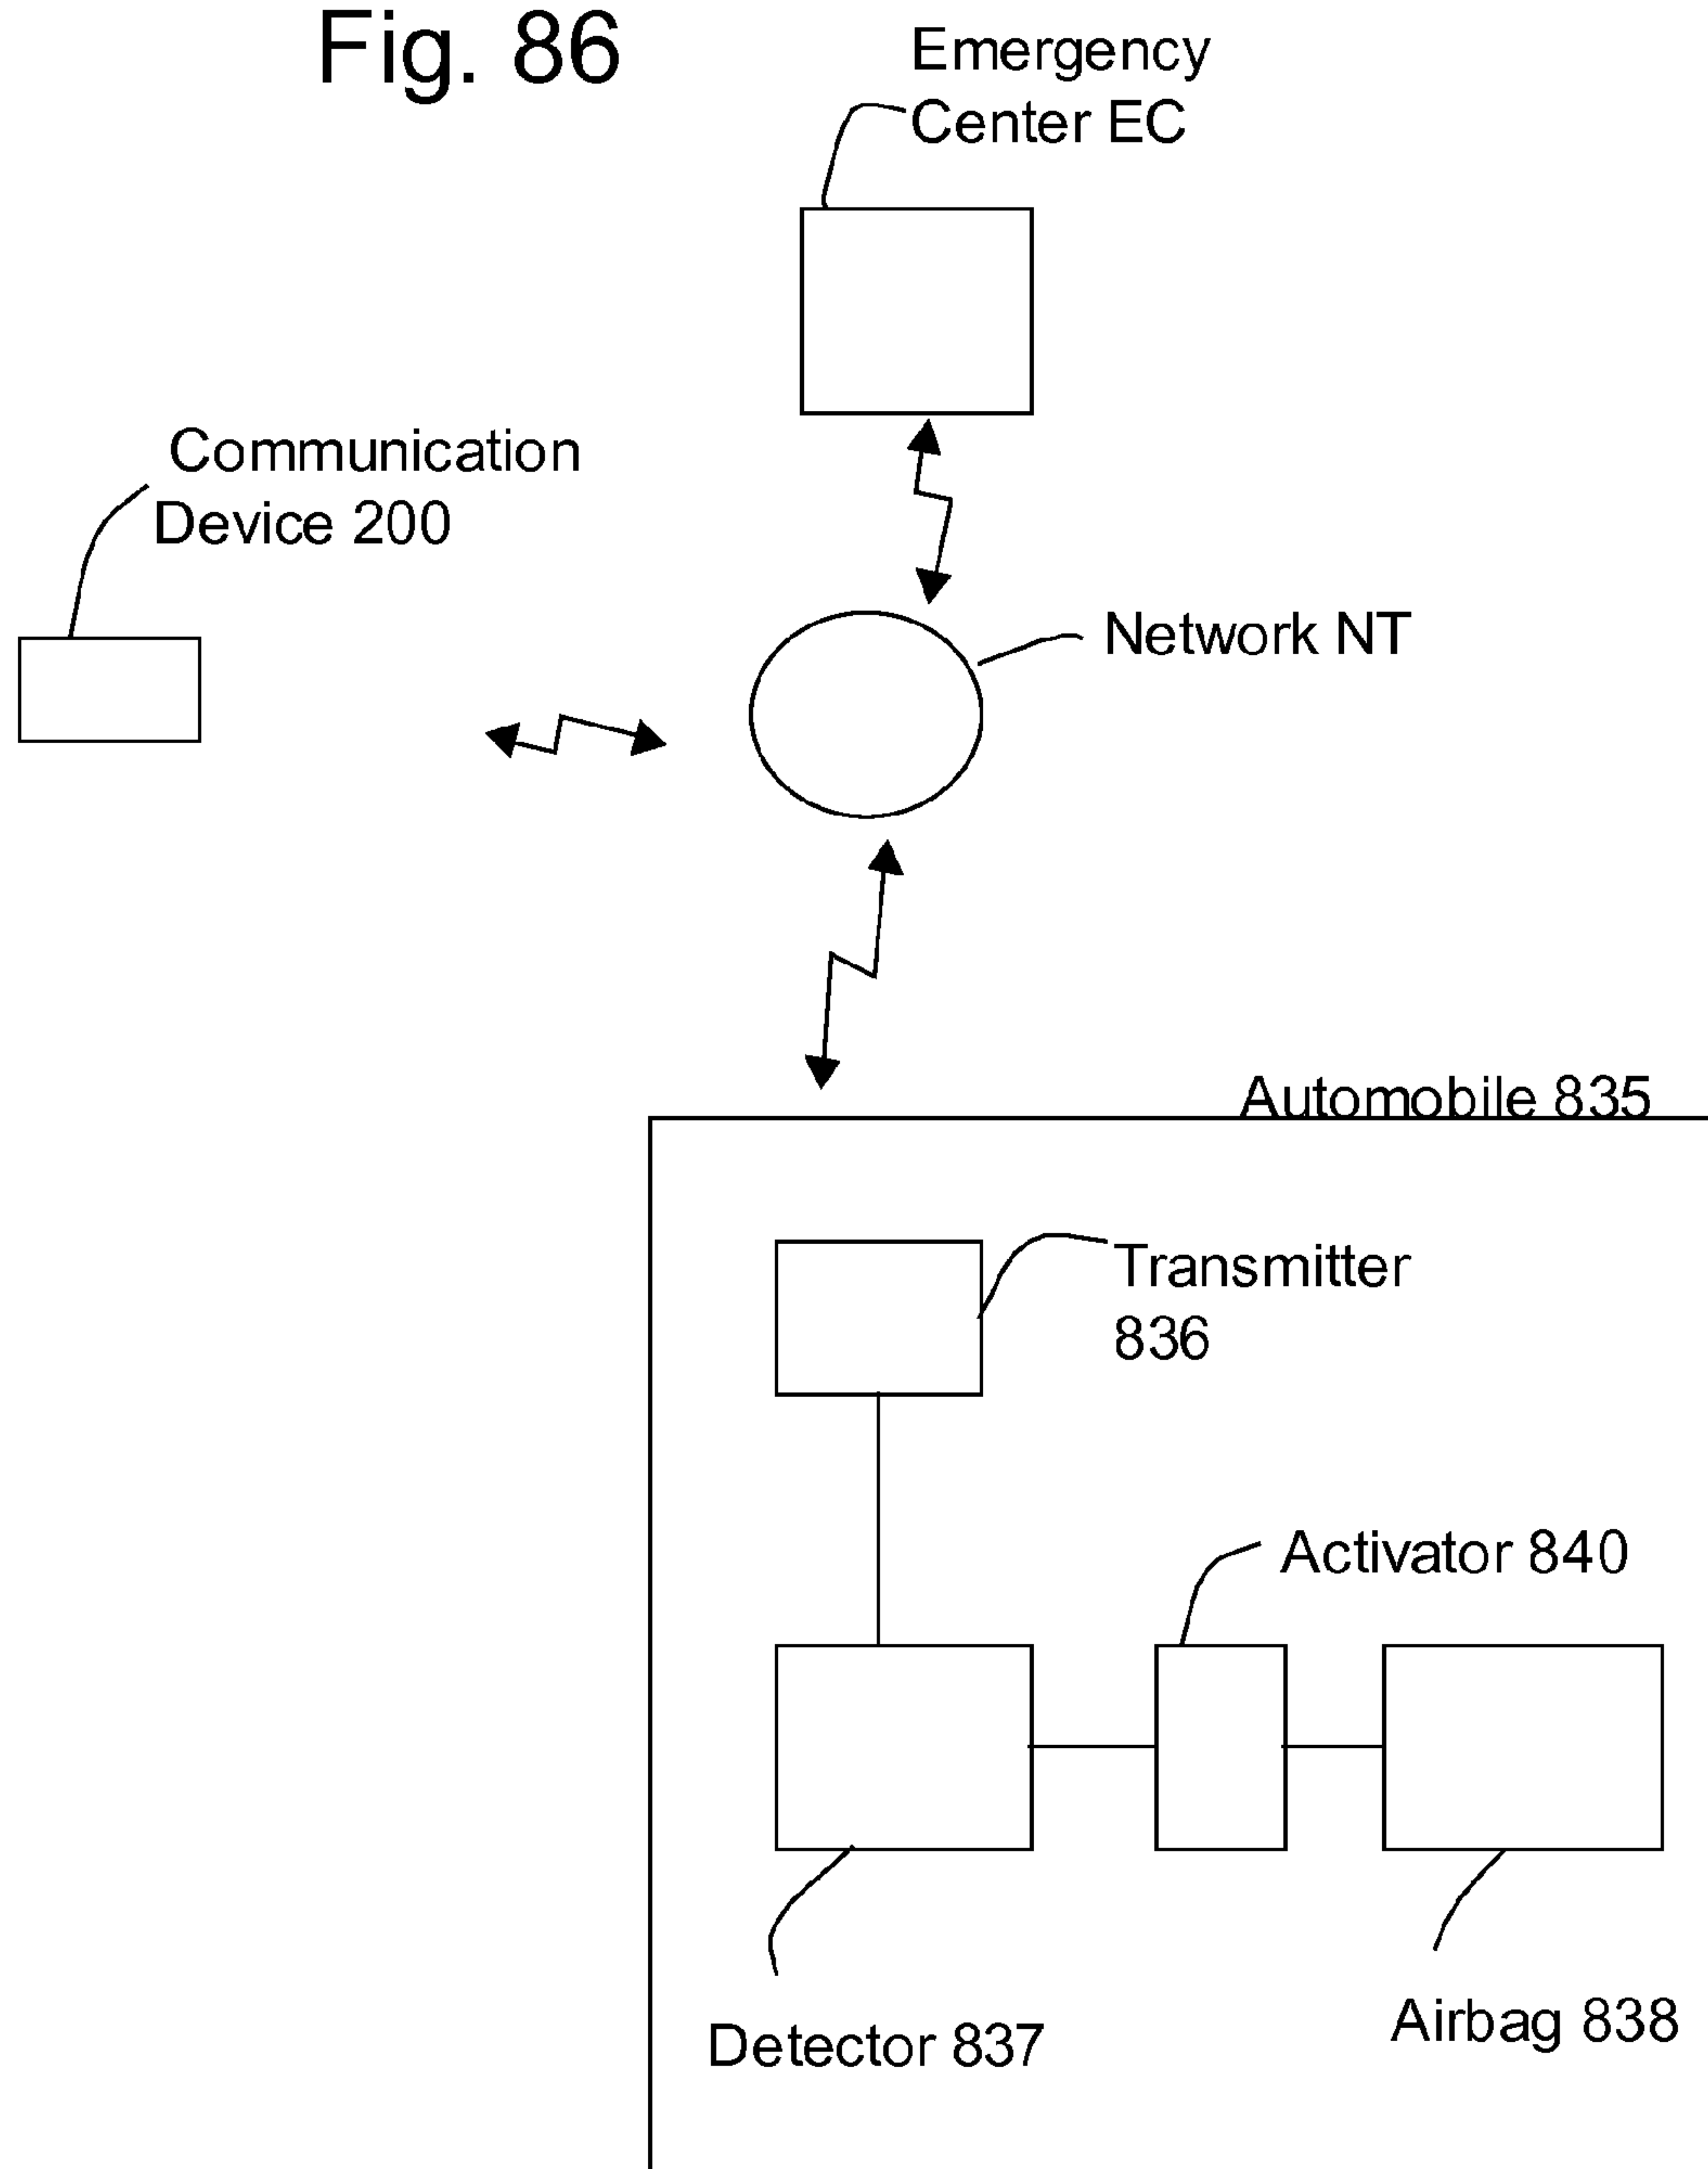 Fig. 86
Emergency
Center EC
Communication
Device 200
Network NT
Automobile 835
Transmitter
836
Activator 840
Airbag 838
Detector 837